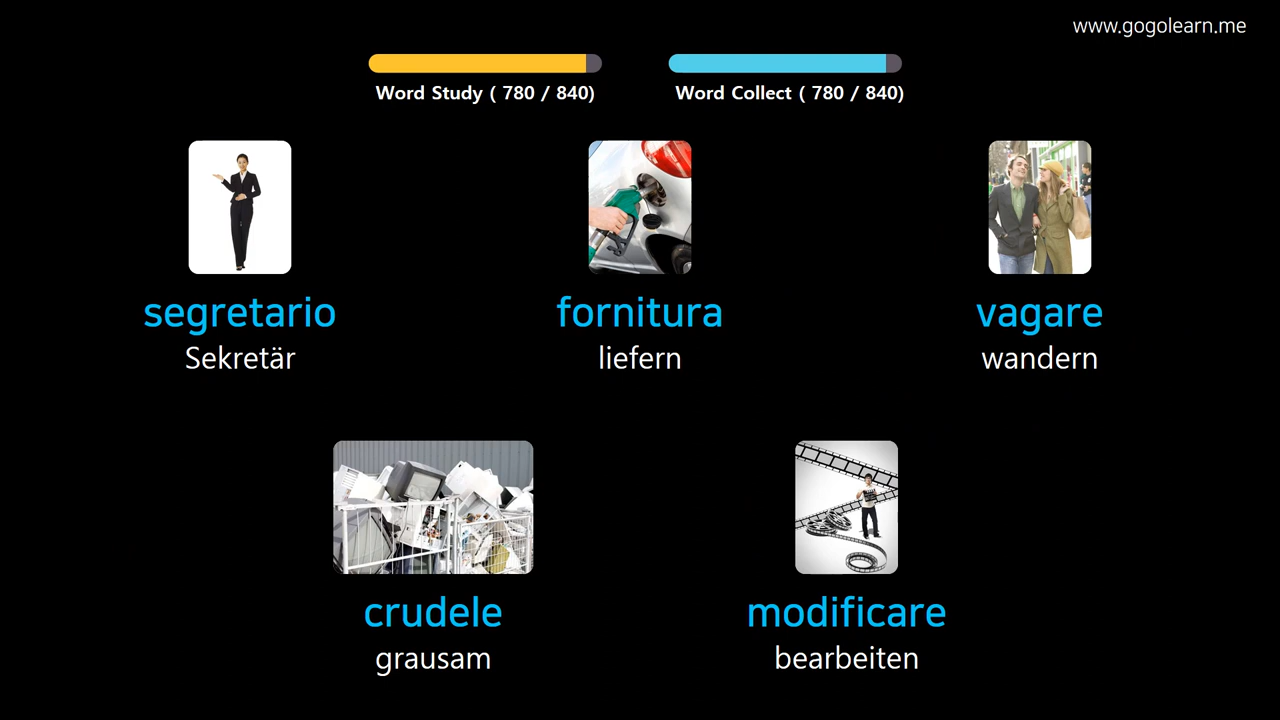 www.gogolearn.me
Word Study ( 780 / 840)
Word Collect ( 780 / 840)
segretario
Sekretär
fornitura
liefern
vagare
wandern
crudele
grausam
modificare
bearbeiten